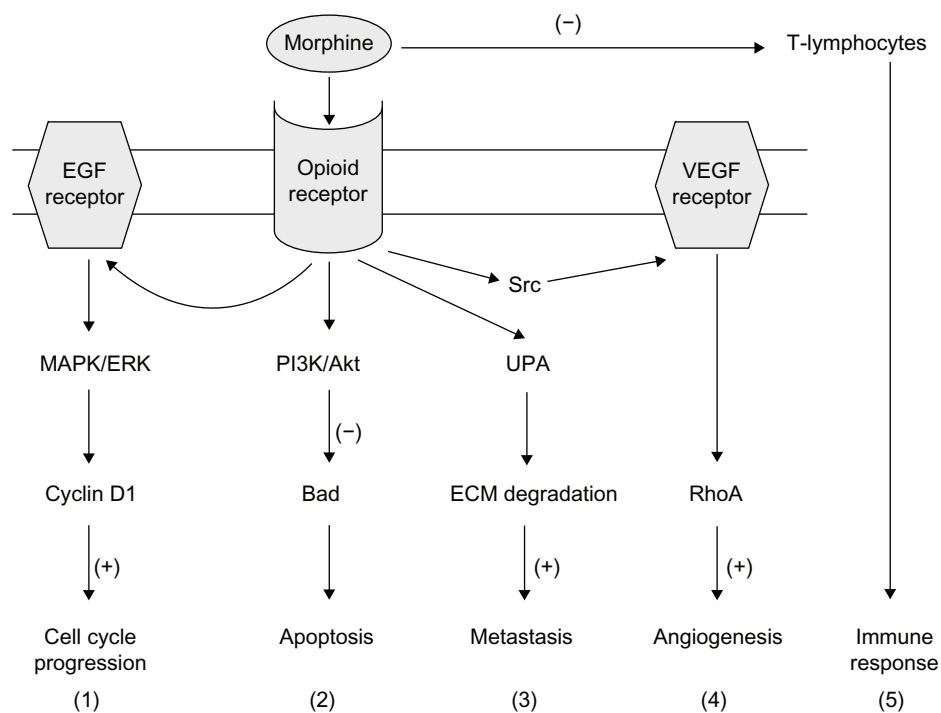 (−)
Morphine
T-lymphocytes
EGF
receptor
Opioid
receptor
VEGF
receptor
Src
MAPK/ERK
PI3K/Akt
UPA
(−)
Cyclin D1
Bad
ECM degradation
RhoA
(+)
(+)
(+)
Cell cycle
progression
Apoptosis
Metastasis
Angiogenesis
Immune
response
(1)
(2)
(3)
(4)
(5)